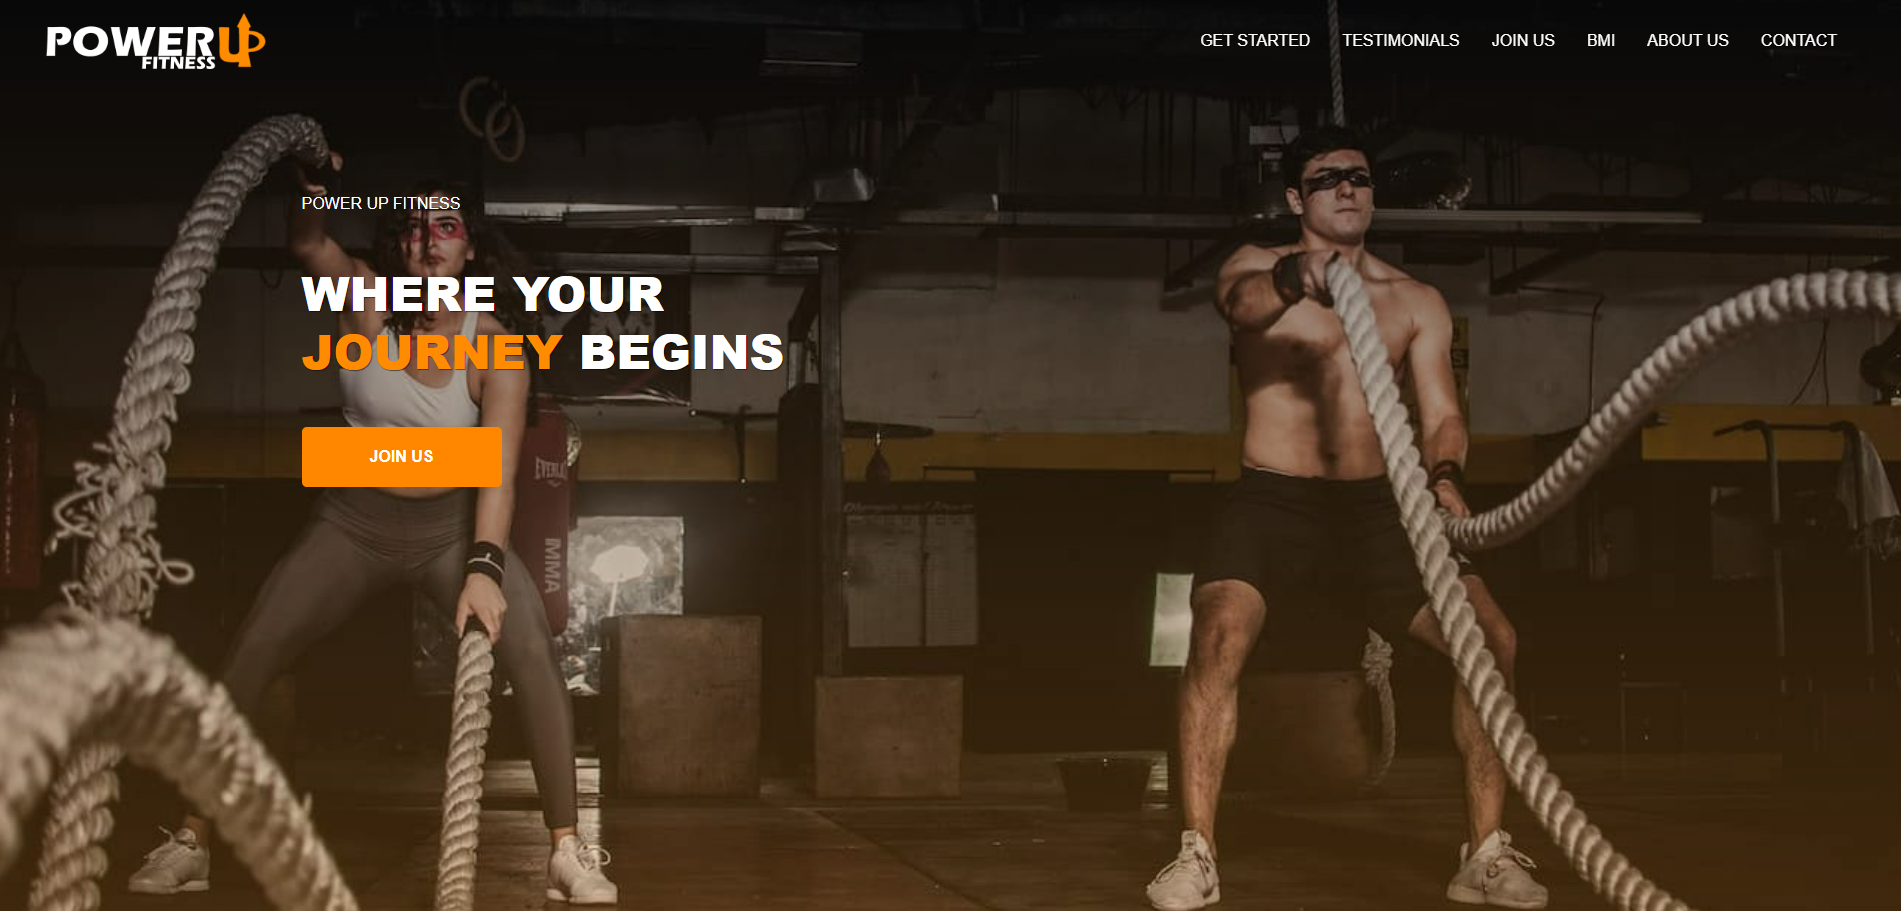 POWER UP
FITNESS
GET STARTED
TESTIMONIALS
JOIN US
BMI
ABOUT US
CONTACT
POWER UP FITNESS
WHERE YOUR
JOURNEY BEGINS
JOIN US
EVERLAST
MMA